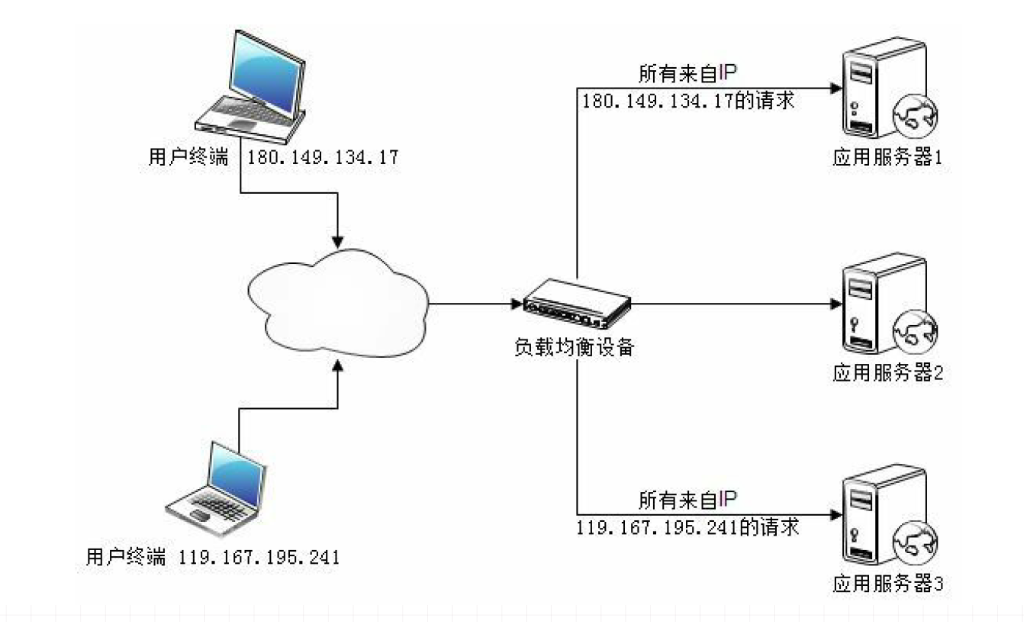 所有来自IP
180.149.134.17的请求
用户终端 180.149.134.17
应用服务器1
负载均衡设备
应用服务器2
所有来自IP
119.167.195.241的请求
用户终端 119.167.195.241
应用服务器3